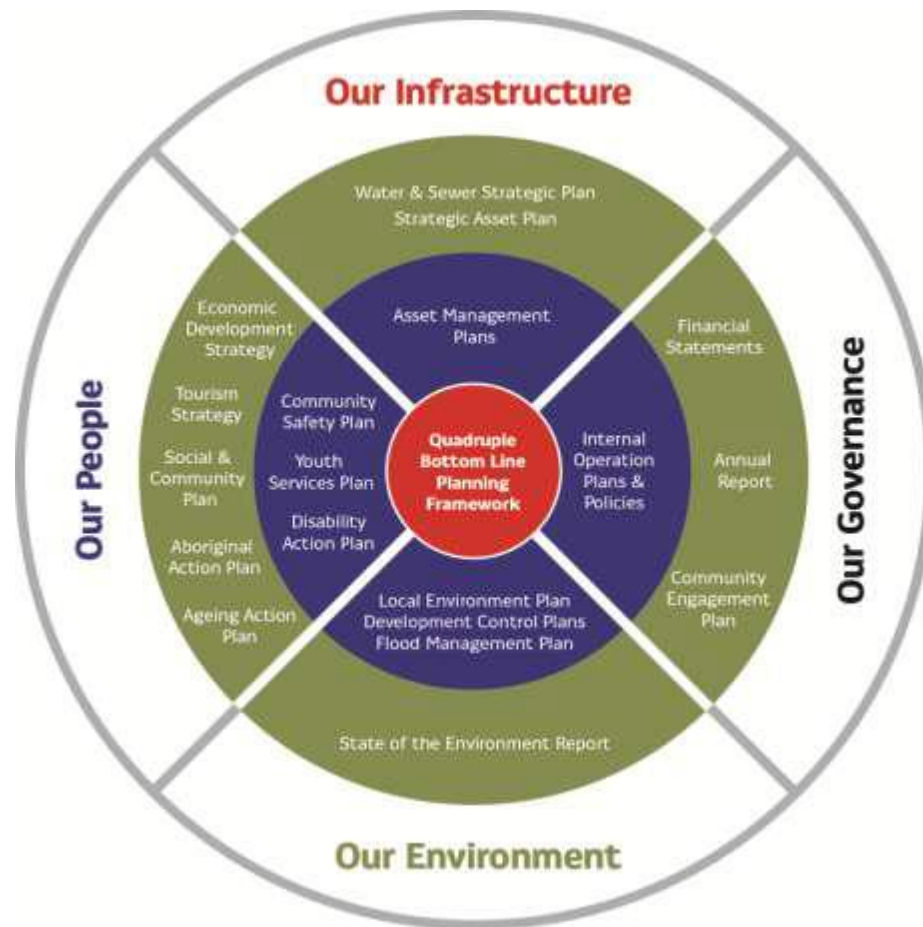 Our Infrastructure
Water & Sewer Strategic Plan
Strategic Asset Plan
Asset Management
Plans
Our People
Economic
Development
Strategy
Tourism
Strategy
Social &
Community
Plan
Aboriginal
Action Plan
Ageing Action
Plan
Community
Safety Plan
Youth
Services Plan
Disability
Action Plan
Quadruple
Bottom Line
Planning
Framework
Internal
Operation
Plans &
Policies
Financial
Statements
Annual
Report
Community
Engagement
Plan
Our Governance
Local Environment Plan
Development Control Plans
Flood Management Plan
State of the Environment Report
Our Environment